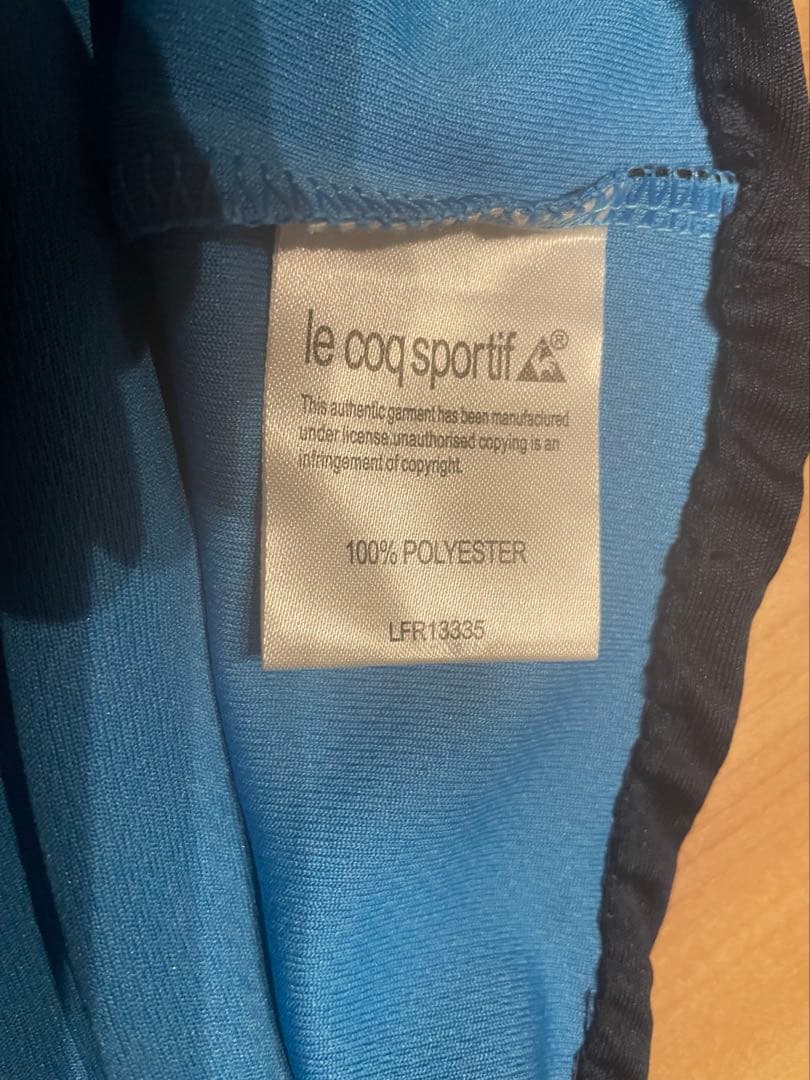 le coq sportif ®
This authentic garment has been manufactured
under license.unauthorised copying is an
infringement of copyright.
100% POLYESTER
LFR13335